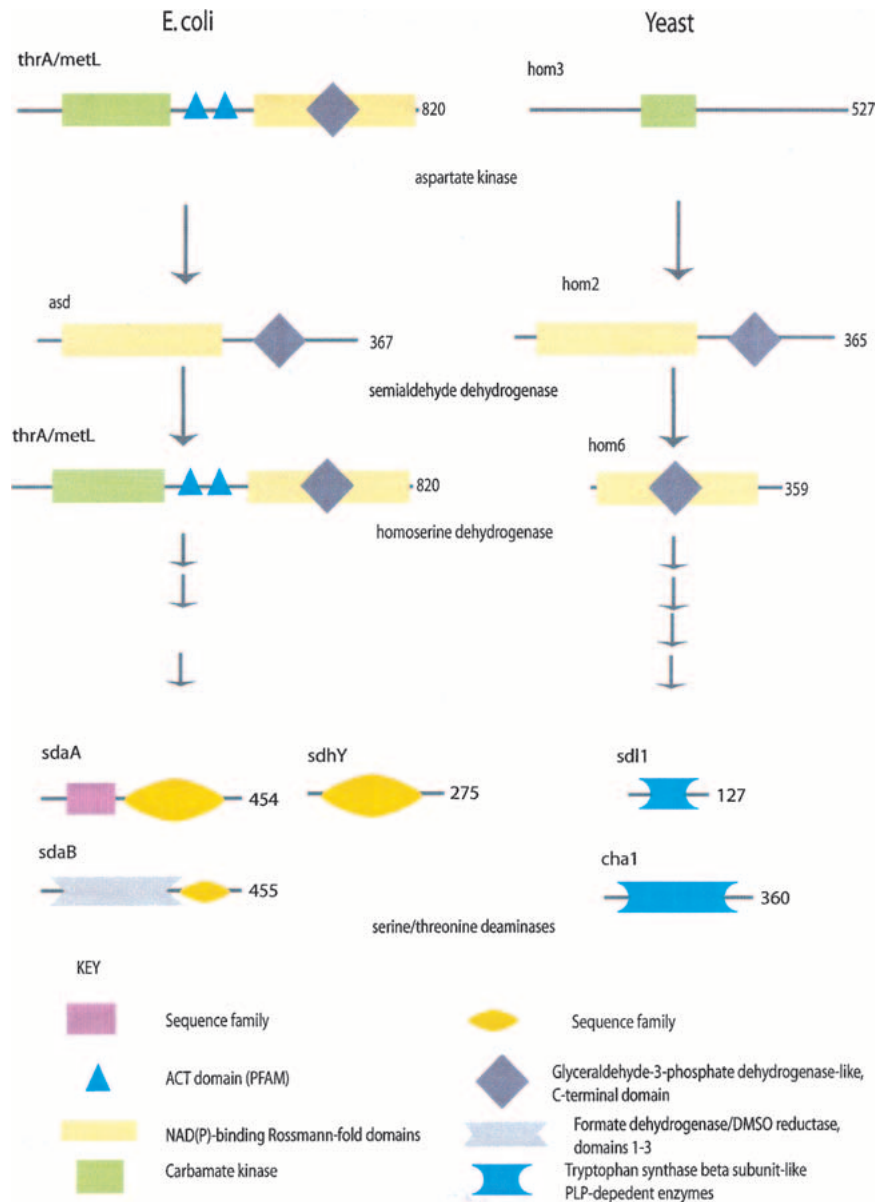 E. coli
Yeast
thrA/metL
hom3
820
527
aspartate kinase
asd
hom2
367
365
semialdehyde dehydrogenase
thrA/metL
hom6
820
359
homoserine dehydrogenase
sdaA
sdhY
sdl1
454
275
127
sdaB
cha1
455
360
serine/threonine deaminases
KEY
Sequence family
Sequence family
ACT domain (PFAM)
Glyceraldehyde-3-phosphate dehydrogenase-like,
C-terminal domain
NAD(P)-binding Rossmann-fold domains
Formate dehydrogenase/DMSO reductase,
domains 1-3
Carbamate kinase
Tryptophan synthase beta subunit-like
PLP-depedent enzymes